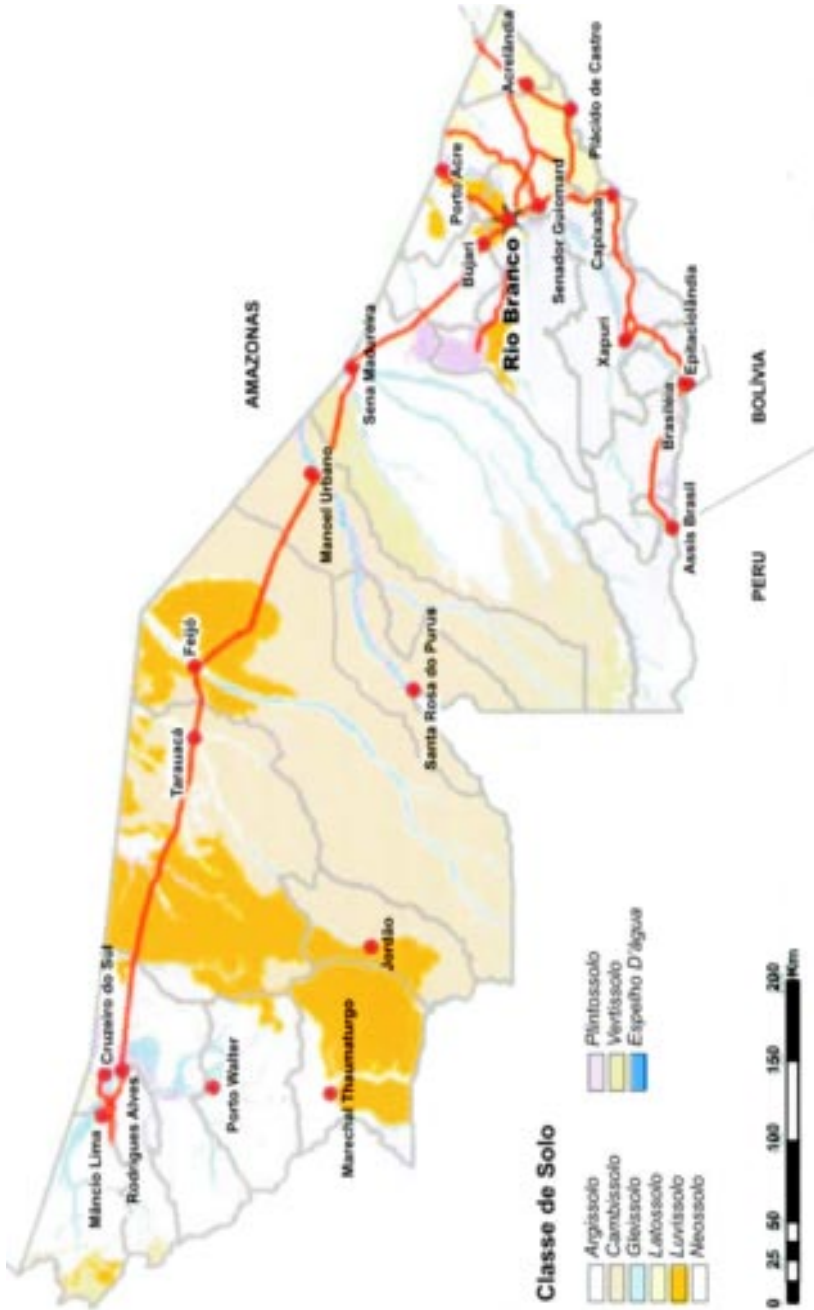 AMAZONAS
PERU
BOLÍVIA
Mâncio Lima
Cruzeiro do Sul
Rodrigues Alves
Porto Walter
Marechal Thaumaturgo
Jordão
Tarauacá
Feijó
Santa Rosa do Purus
Manoel Urbano
Sena Madureira
Bujari
Porto Acre
Rio Branco
Acrelândia
Plácido de Castro
Senador Guiomard
Capixaba
Xapuri
Epitaciolândia
Brasileia
Assis Brasil
Classe de Solo
Argissolo
Cambissolo
Gleissolo
Latossolo
Luvissolo
Neossolo
Plintossolo
Vertissolo
Espelho D'água
0 25 50 100 150 200
Km